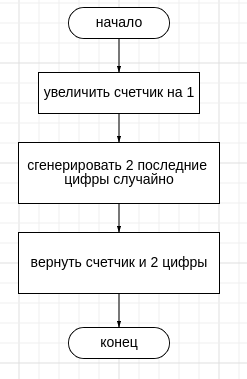 начало
увеличить счетчик на 1
сгенерировать 2 последние
цифры случайно
вернуть счетчик и 2 цифры
конец